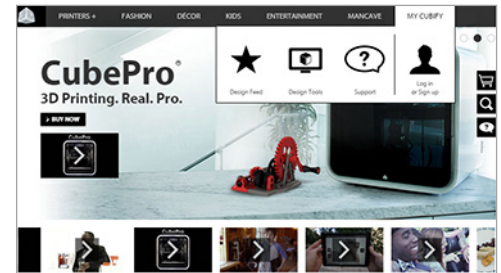 PRINTERS + FASHION DÉCOR KIDS ENTERTAINMENT MANCAVE MY CUBIFY
Design Feed Design Tools Support Log in
or Sign up
CubePro®
3D Printing. Real. Pro.
> BUY NOW
CubePro
CubePro